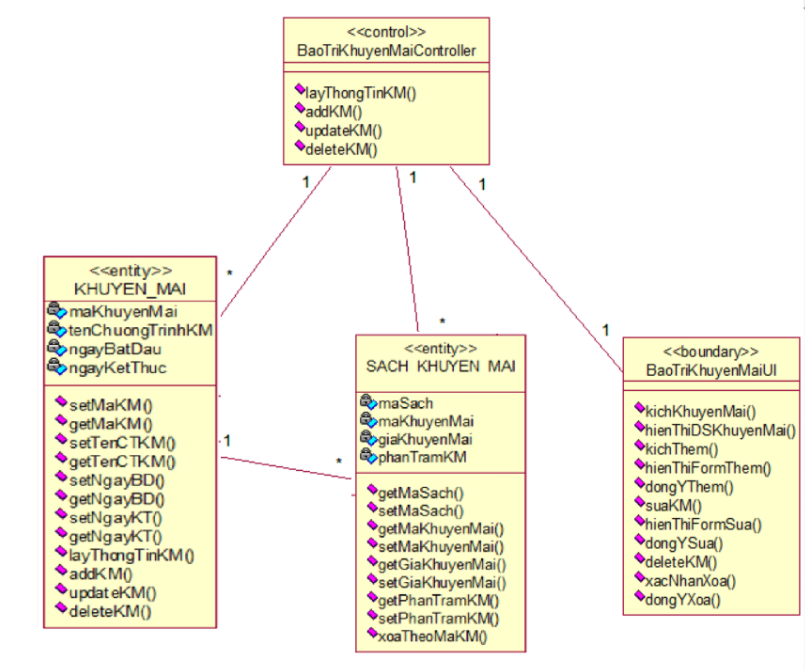 <<control>>
BaoTriKhuyenMaiController
layThongTinKM()
addKM()
updateKM()
deleteKM()
1
1
1
*
*
1
<<entity>>
KHUYEN_MAI
maKhuyenMai
tenChuongTrinhKM
ngayBatDau
ngayKetThuc
setMaKM()
getMaKM()
setTenCTKM()
getTenCTKM()
setNgayBD()
getNgayBD()
setNgayKT()
getNgayKT()
layThongTinKM()
addKM()
updateKM()
deleteKM()
1
*
<<entity>>
SACH_KHUYEN_MAI
maSach
maKhuyenMai
giaKhuyenMai
phanTramKM
getMaSach()
setMaSach()
getMaKhuyenMai()
setMaKhuyenMai()
getGiaKhuyenMai()
setGiaKhuyenMai()
getPhanTramKM()
setPhanTramKM()
xoaTheoMaKM()
<<boundary>>
BaoTriKhuyenMaiUI
kichKhuyenMai()
hienThiDSKhuyenMai()
kichThem()
hienThiFormThem()
dongYThem()
suaKM()
hienThiFormSua()
dongYSua()
deleteKM()
xacNhanXoa()
dongYXoa()